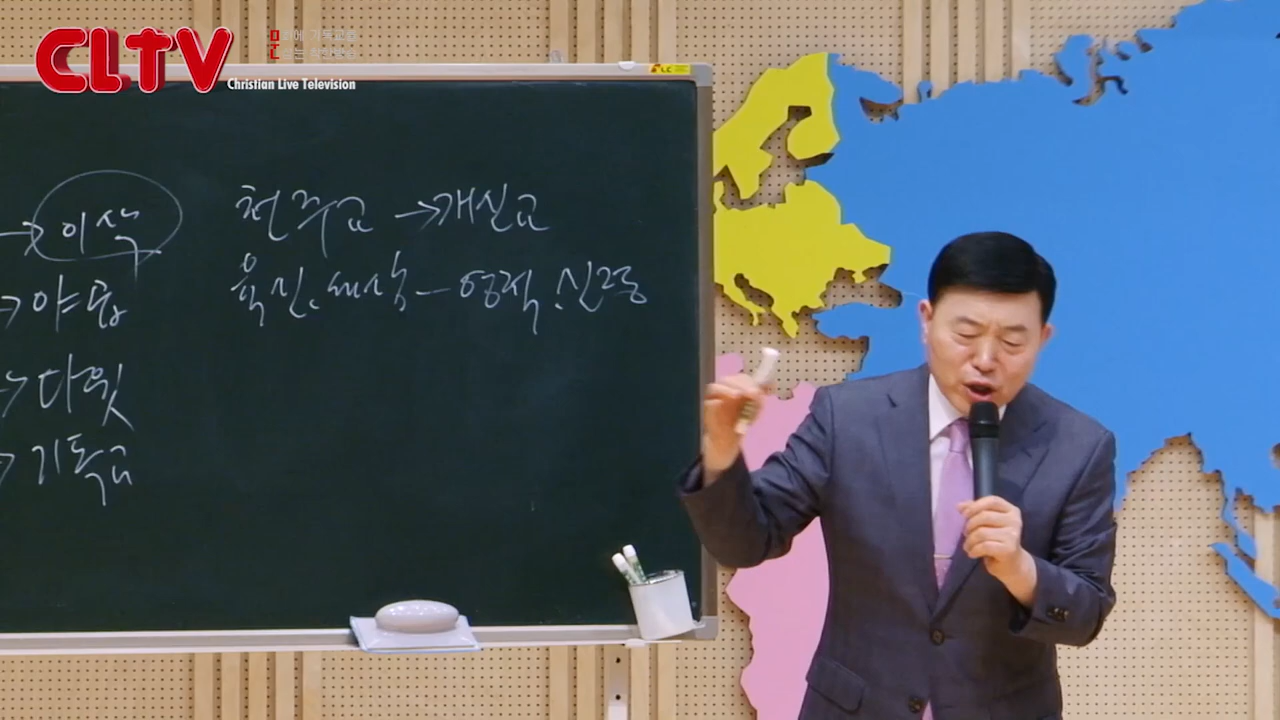 CLTV
Christian Live Television
LC
천주교 → 개신교
→ 이삭
육신.세상 — 영적.신령
→ 야곱
→ 다윗
→ 기독교